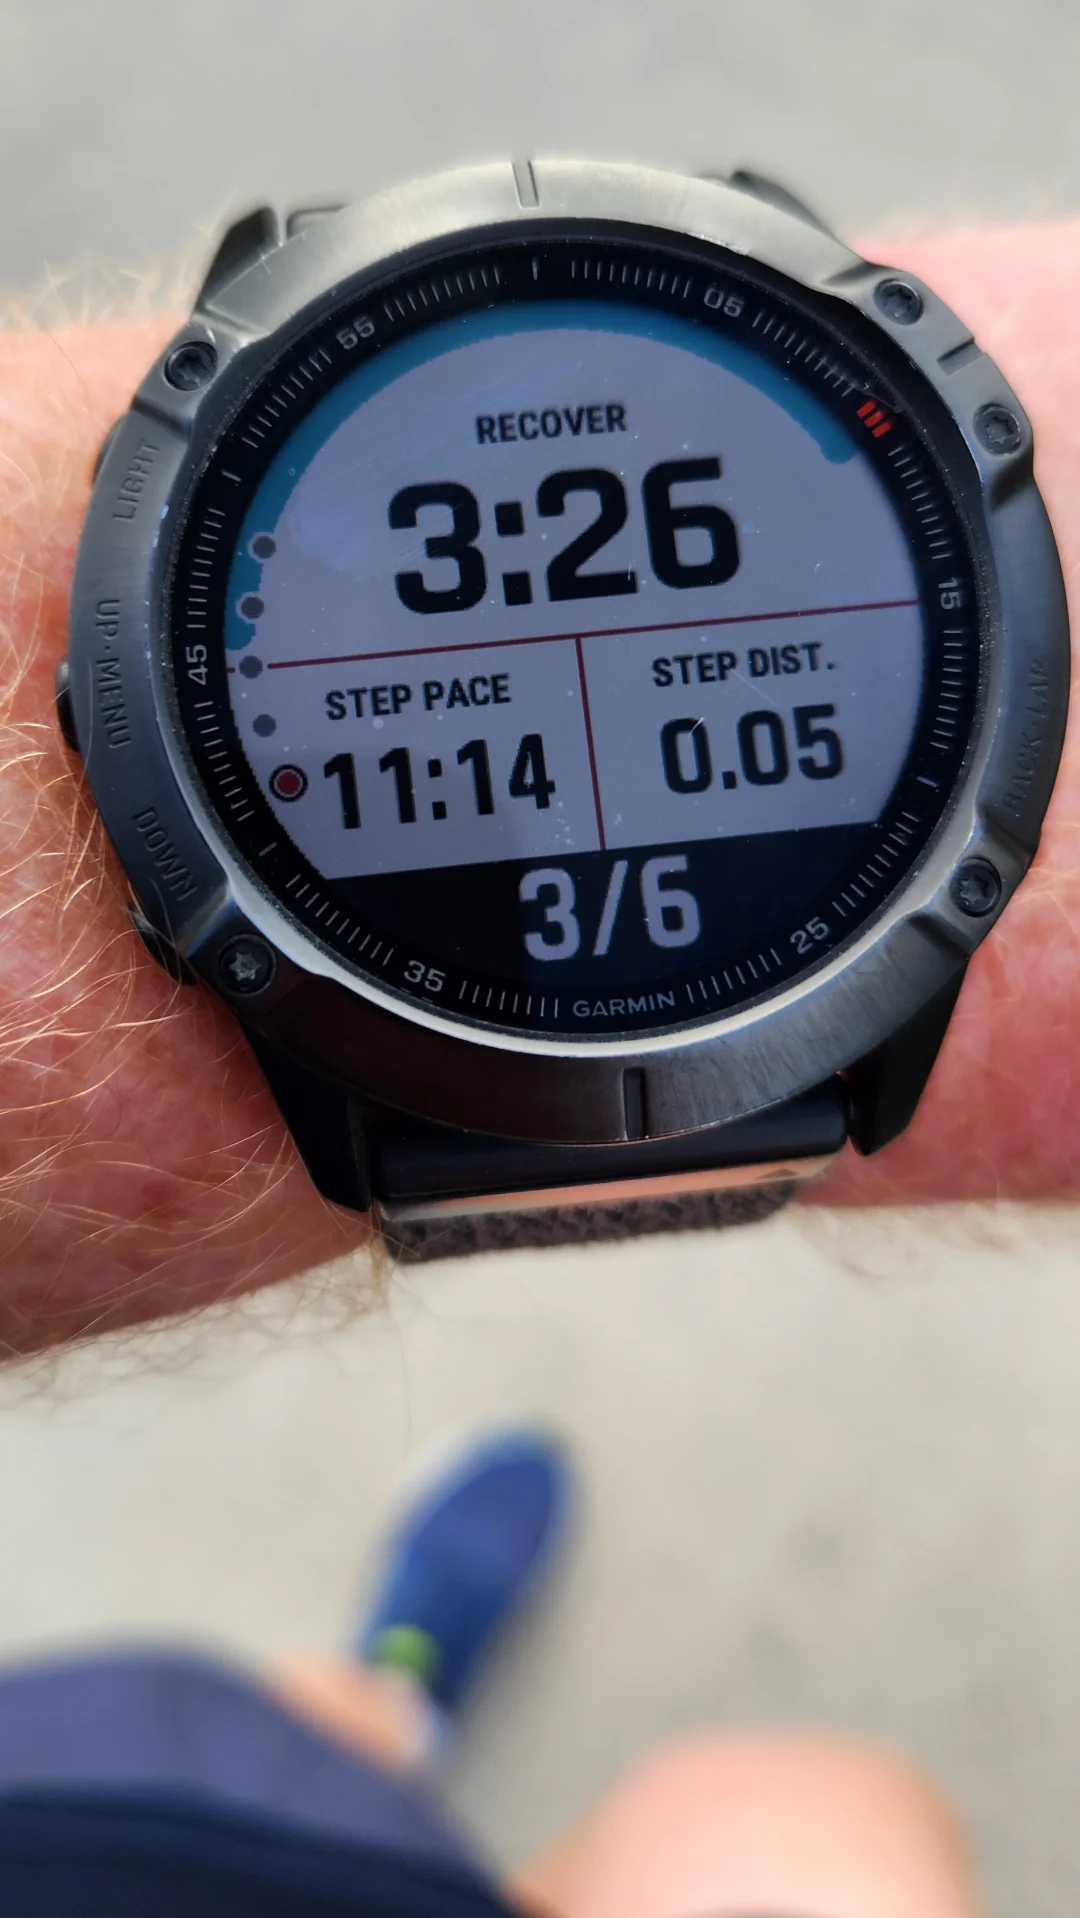 55
05
LIGHT
RECOVER
3:26
15
UP·MENU
45
STEP PACE
STEP DIST.
11:14
0.05
BACK·LAP
DOWN
3/6
35
25
GARMIN